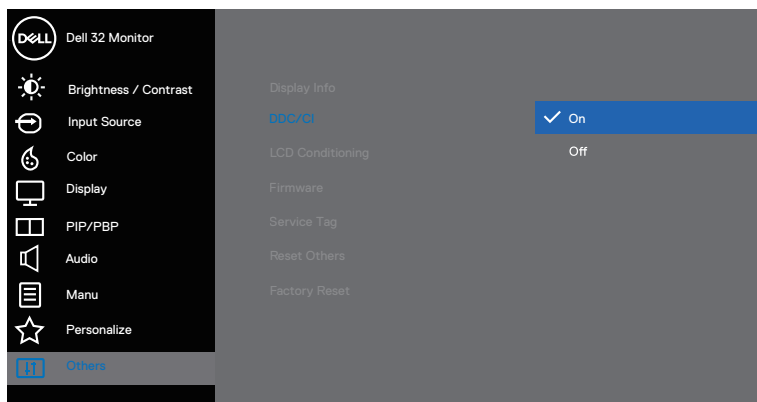 DELL
Dell 32 Monitor
Brightness / Contrast
Input Source
Color
Display
PIP/PBP
Audio
Manu
Personalize
Others
Display Info
DDC/CI
LCD Conditioning
Firmware
Service Tag
Reset Others
Factory Reset
On
Off